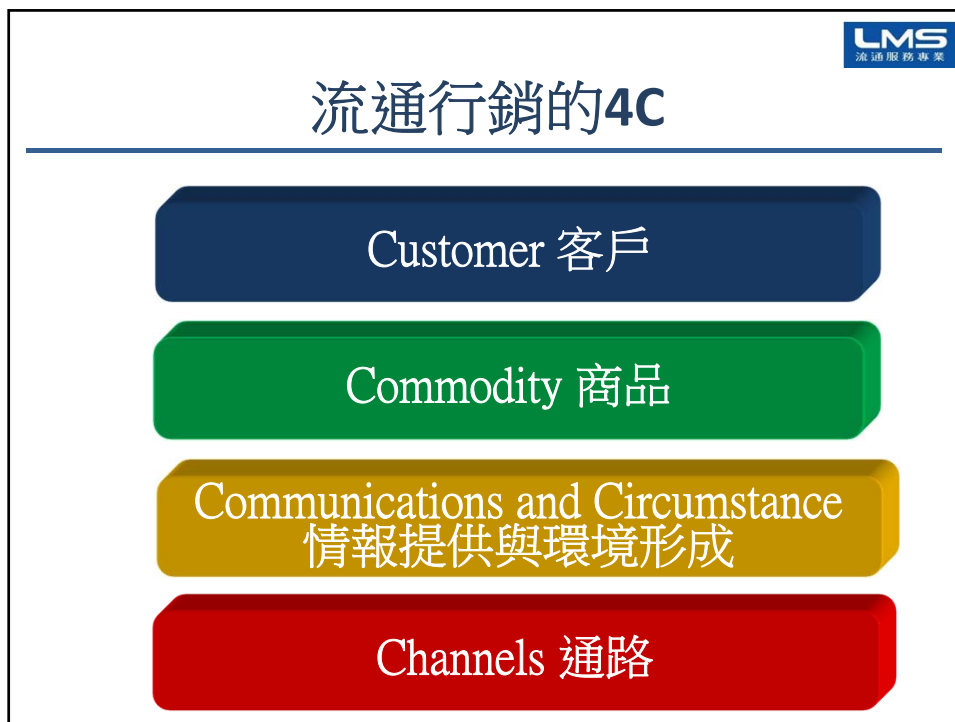 LMS
流通服務專業
流通行銷的4C
Customer 客戶
Commodity 商品
Communications and Circumstance
情報提供與環境形成
Channels 通路